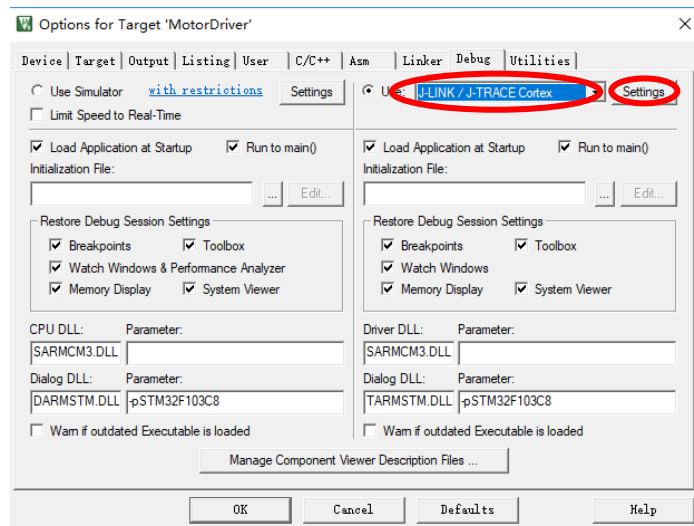 Options for Target 'MotorDriver'
Device Target Output Listing User C/C++ Asm Linker Debug Utilities
Use Simulator with restrictions Settings
Limit Speed to Real-Time
Use: J-LINK / J-TRACE Cortex Settings
Load Application at Startup Run to main()
Initialization File:
... Edit...
Restore Debug Session Settings
Breakpoints Toolbox
Watch Windows & Performance Analyzer
Memory Display System Viewer
Load Application at Startup Run to main()
Initialization File:
... Edit...
Restore Debug Session Settings
Breakpoints Toolbox
Watch Windows
Memory Display System Viewer
CPU DLL: Parameter:
SARMCM3.DLL
Dialog DLL: Parameter:
DARMSTM.DLL -pSTM32F103C8
Warn if outdated Executable is loaded
Driver DLL: Parameter:
SARMCM3.DLL
Dialog DLL: Parameter:
TARMSTM.DLL -pSTM32F103C8
Warn if outdated Executable is loaded
Manage Component Viewer Description Files ...
OK Cancel Defaults Help